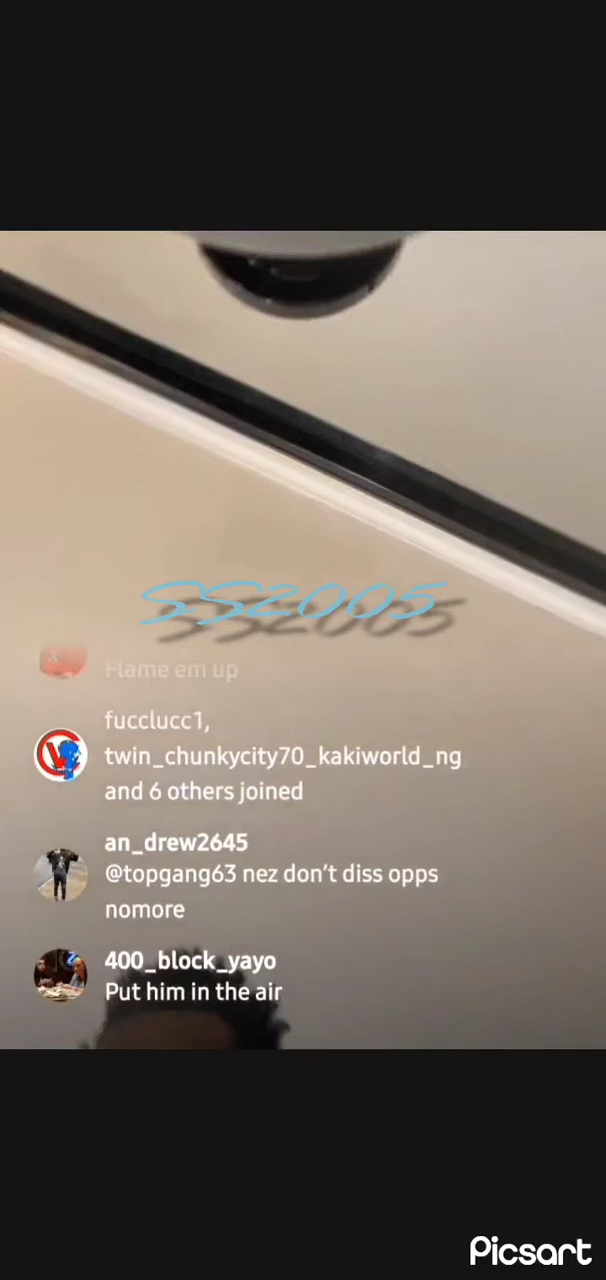 SS2005
Flame em up
fucclucc1,
twin_chunkycity70_kakiworld_ng
and 6 others joined
an_drew2645
@topgang63 nez don't diss opps
nomore
400_block_yayo
Put him in the air
Picsart